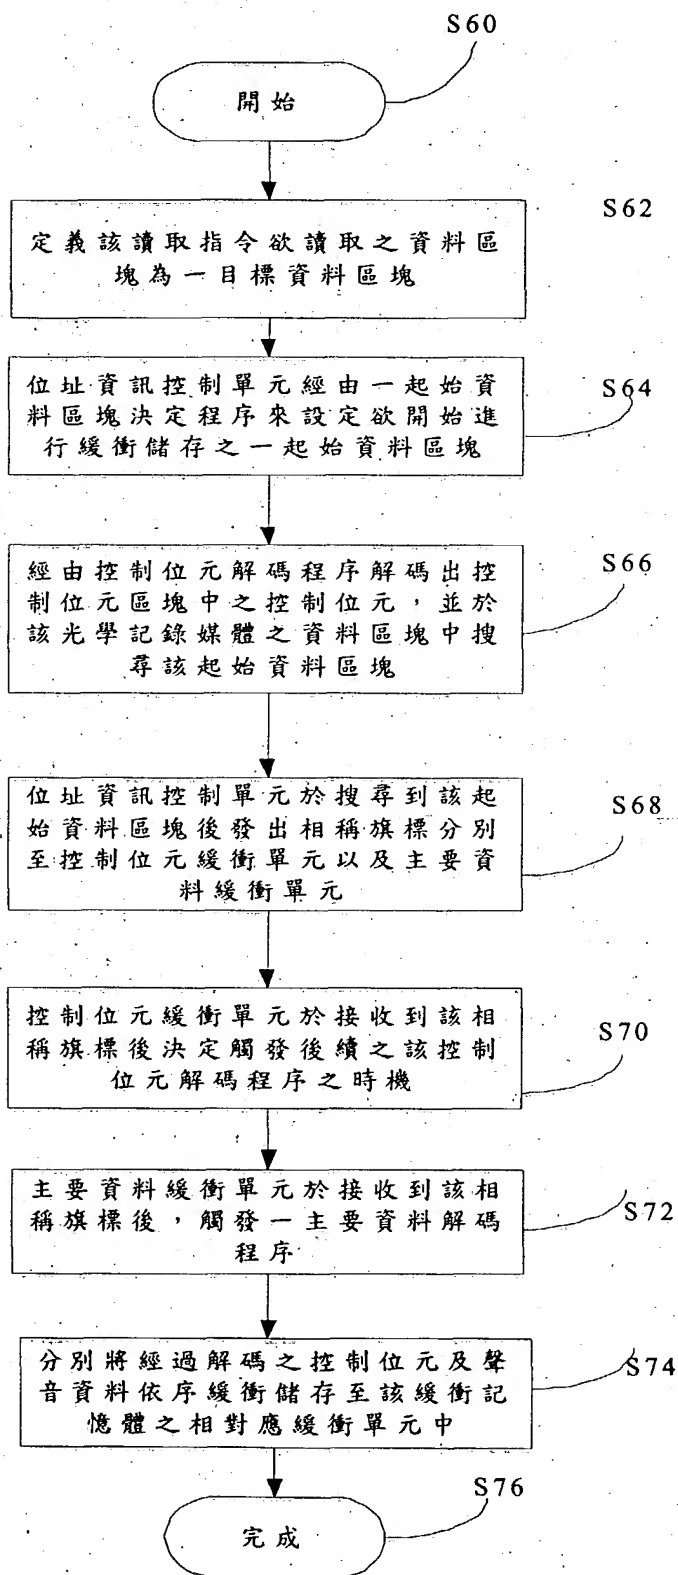 S60
開始
S62
定義該讀取指令欲讀取之資料區
塊為一目標資料區塊
S64
位址資訊控制單元經由一起始資
料區塊決定程序來設定欲開始進
行緩衝儲存之一起始資料區塊
S66
經由控制位元解碼程序解碼出控
制位元區塊中之控制位元，並於
該光學記錄媒體之資料區塊中搜
尋該起始資料區塊
S68
位址資訊控制單元於搜尋到該起
始資料區塊後發出相稱旗標分別
至控制位元緩衝單元以及主要資
料緩衝單元
S70
控制位元緩衝單元於接收到該相
稱旗標後決定觸發後續之該控制
位元解碼程序之時機
S72
主要資料緩衝單元於接收到該相
稱旗標後，觸發一主要資料解碼
程序
S74
分別將經過解碼之控制位元及聲
音資料依序緩衝儲存至該緩衝記
憶體之相對應緩衝單元中
S76
完成